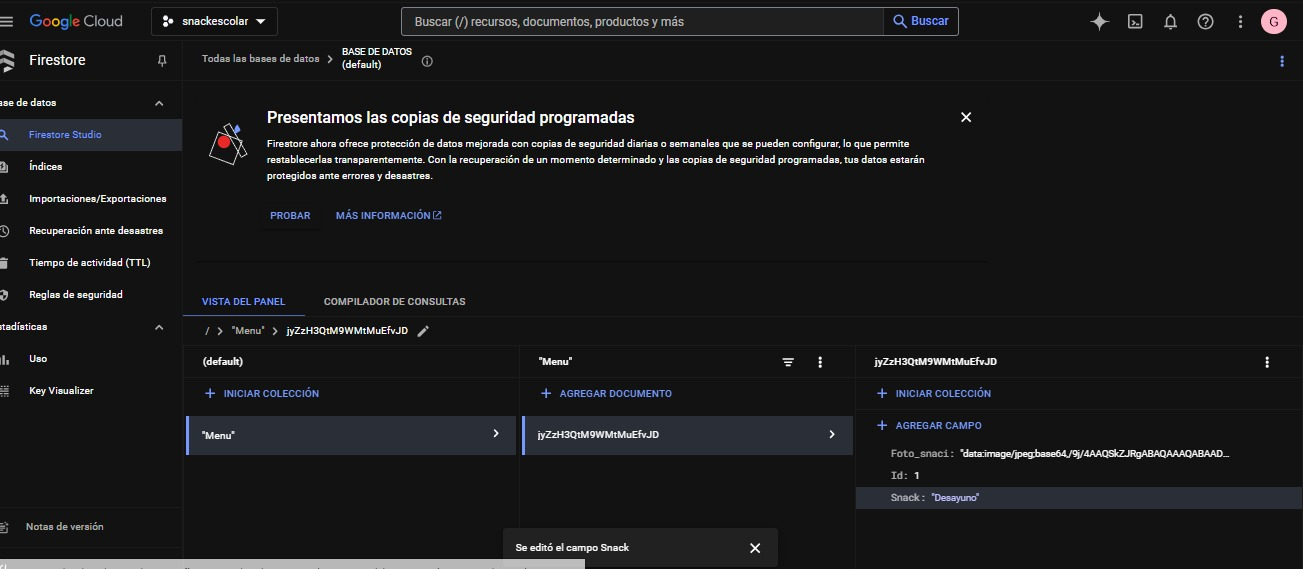 Google Cloud
snackescolar
Buscar (/) recursos, documentos, productos y más
Buscar
G
Firestore
Todas las bases de datos
BASE DE DATOS
(default)
ase de datos
Firestore Studio
Índices
Importaciones/Exportaciones
Recuperación ante desastres
Tiempo de actividad (TTL)
Reglas de seguridad
stadísticas
Uso
Key Visualizer
Notas de versión
Presentamos las copias de seguridad programadas
Firestore ahora ofrece protección de datos mejorada con copias de seguridad diarias o semanales que se pueden configurar, lo que permite
restablecerlas transparentemente. Con la recuperación de un momento determinado y las copias de seguridad programadas, tus datos estarán
protegidos ante errores y desastres.
PROBAR
MÁS INFORMACIÓN
VISTA DEL PANEL
COMPILADOR DE CONSULTAS
/ > "Menu" > jyZzH3QtM9WMtMuEfvJD
(default)
INICIAR COLECCIÓN
"Menu"
"Menu"
AGREGAR DOCUMENTO
jyZzH3QtM9WMtMuEfvJD
jyZzH3QtM9WMtMuEfvJD
INICIAR COLECCIÓN
AGREGAR CAMPO
Foto_snaci: "data:image/jpeg;base64,/9j/4AAQSkZJRgABAQAAAQABAAD...
Id: 1
Snack: "Desayuno"
Se editó el campo Snack